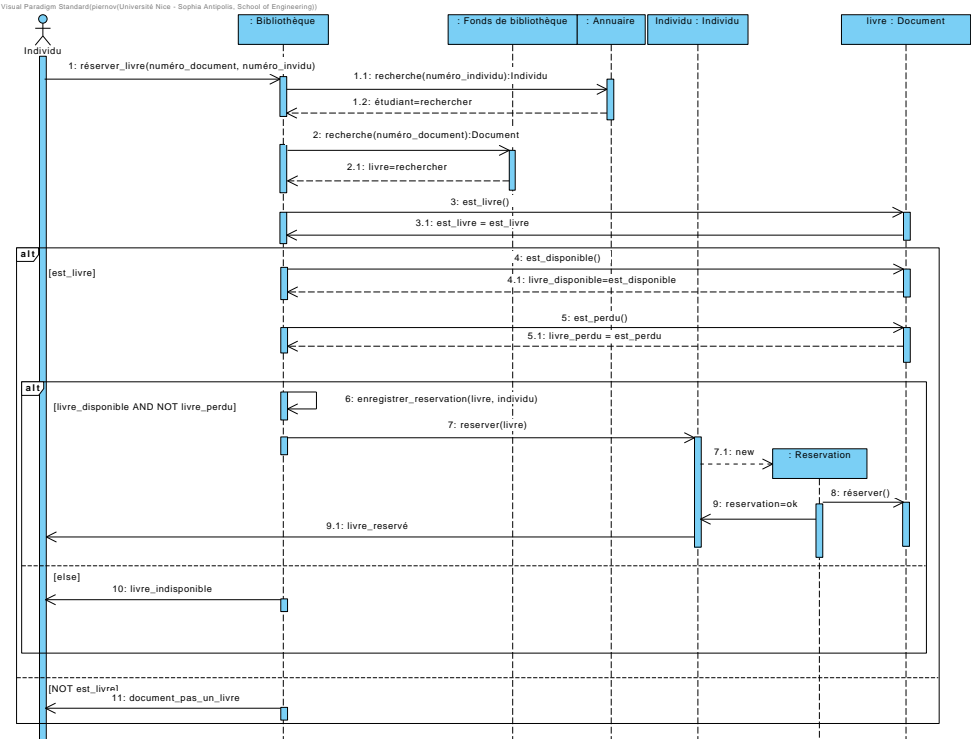 Visual Paradigm Standard(piernov(Université Nice - Sophia Antipolis, School of Engineering))
: Bibliothèque
: Fonds de bibliothèque
: Annuaire
Individu : Individu
livre : Document
Individu
1: réserver_livre(numéro_document, numéro_invidu)
1.1: recherche(numéro_individu):Individu
1.2: étudiant=rechercher
2: recherche(numéro_document):Document
2.1: livre=rechercher
3: est_livre()
3.1: est_livre = est_livre
alt
[est_livre]
4: est_disponible()
4.1: livre_disponible=est_disponible
5: est_perdu()
5.1: livre_perdu = est_perdu
alt
[livre_disponible AND NOT livre_perdu]
6: enregistrer_reservation(livre, individu)
7: reserver(livre)
7.1: new
: Reservation
8: réserver()
9: reservation=ok
9.1: livre_reservé
[else]
10: livre_indisponible
[NOT est_livre]
11: document_pas_un_livre